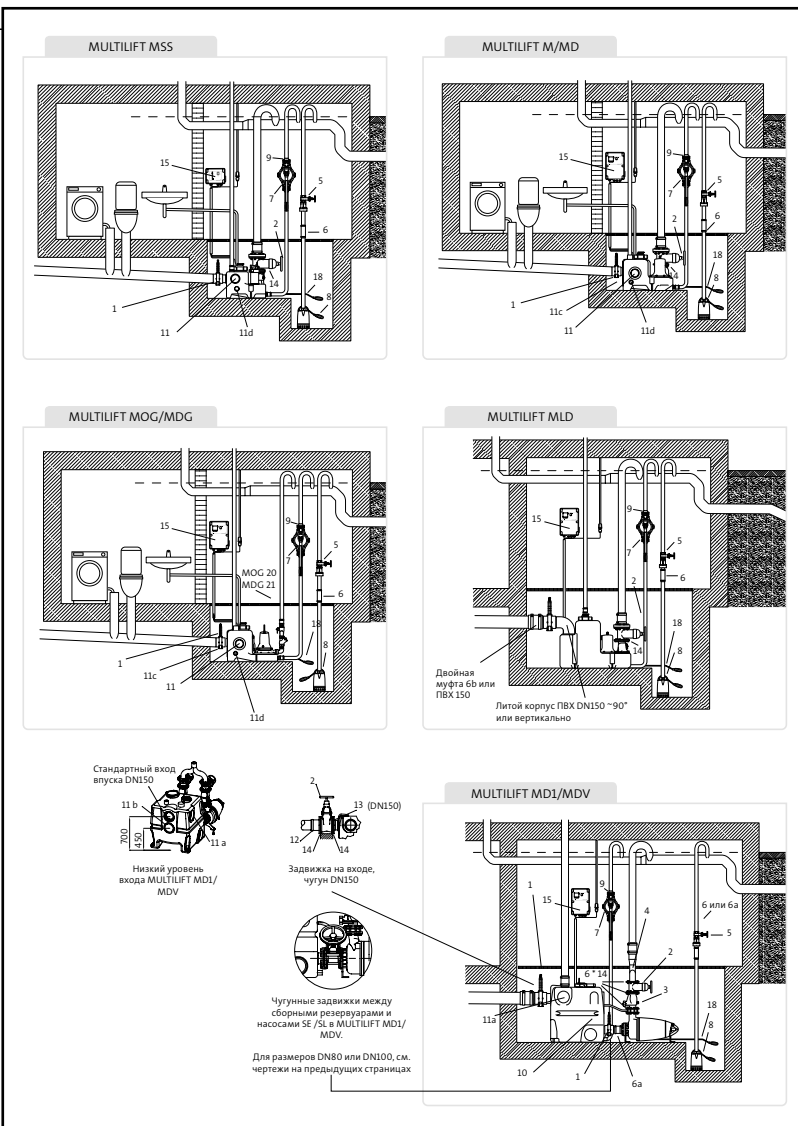 MULTILIFT MSS
15
9
7
5
2
6
14
18
8
1
11
11d
MULTILIFT M/MD
15
9
7
5
2
6
14
18
8
1
11c
11
11d
MULTILIFT MOG/MDG
15
9
7
5
MOG 20
MDG 21
6
18
8
1
11c
11
11d
MULTILIFT MLD
15
9
7
5
2
6
14
18
8
Двойная
муфта 6b или
ПВХ 150
Литой корпус ПВХ DN150 ~90°
или вертикально
Стандартный вход
впуска DN150
11 b
700
450
11 a
Низкий уровень
входа MULTILIFT MD1/
MDV
2
13 (DN150)
12
14
14
Задвижка на входе,
чугун DN150
Чугунные задвижки между
сборными резервуарами и
насосами SE /SL в MULTILIFT MD1/
MDV.
Для размеров DN80 или DN100, см.
чертежи на предыдущих страницах
MULTILIFT MD1/MDV
1
15
9
7
4
6 или 6a
5
2
6 * 14
3
11a
18
8
10
1
6a